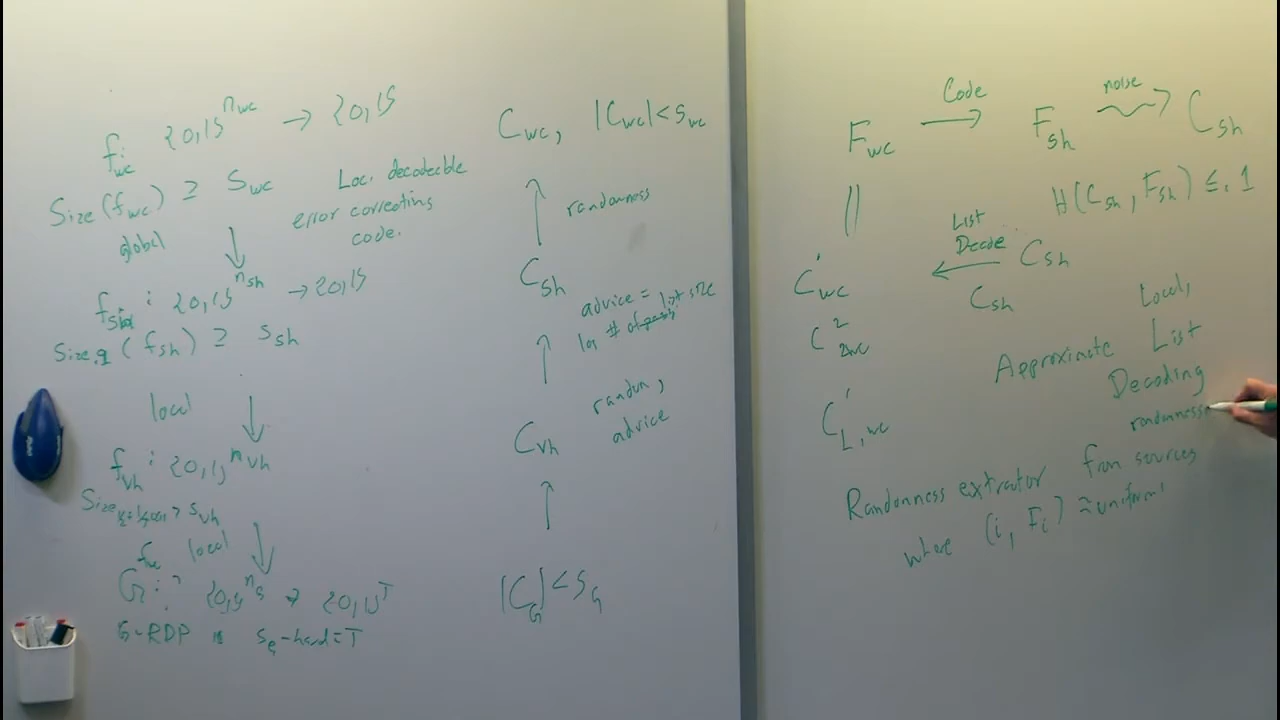 f_wc : {0,1}^n_wc → {0,1}
Size(f_wc) ≥ S_wc
Loc. decodable
error correcting
code.
global ↓
: {0,1}^n_sh → {0,1}
(f_sh) ≥ S_sh
local ↓
f_vh : {0,1}^n_vh
Size > S_vh
local ↓
G : {0,1}^n_s → {0,1}^T
C_wc, |C_wc| < S_wc
↑ randomness
C_sh
advice = list size
log # of
↑
random,
advice
C_vh
↑
|C_G| < S_G
F_wc → Code F_sh noise C_sh
||
H(C_sh, F_sh) ≤ .1
List
Decode
C'_wc ← C_sh
C_sh
C^2
C'_L,wc
Local,
Approximate List
Decoding
randomness
Randomness extractor from sources
where (i, F_i) ≈ uniform